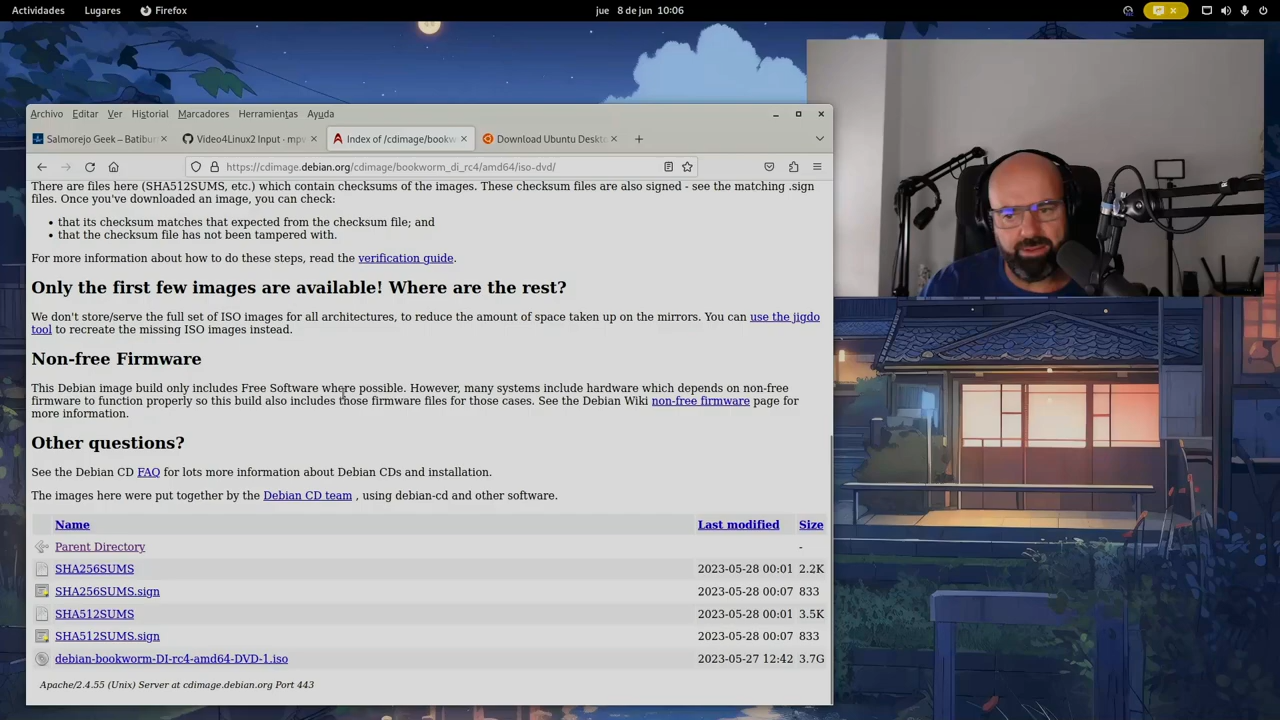 Actividades Lugares Firefox jue 8 de jun 10:06
Archivo Editar Ver Historial Marcadores Herramientas Ayuda
Salmorejo Geek – Batibur Video4Linux2 Input - mpv Index of /cdimage/bookw Download Ubuntu Deskto
https://cdimage.debian.org/cdimage/bookworm_di_rc4/amd64/iso-dvd/
There are files here (SHA512SUMS, etc.) which contain checksums of the images. These checksum files are also signed - see the matching .sign
files. Once you've downloaded an image, you can check:
• that its checksum matches that expected from the checksum file; and
• that the checksum file has not been tampered with.
For more information about how to do these steps, read the verification guide.
Only the first few images are available! Where are the rest?
We don't store/serve the full set of ISO images for all architectures, to reduce the amount of space taken up on the mirrors. You can use the jigdo
tool to recreate the missing ISO images instead.
Non-free Firmware
This Debian image build only includes Free Software where possible. However, many systems include hardware which depends on non-free
firmware to function properly so this build also includes those firmware files for those cases. See the Debian Wiki non-free firmware page for
more information.
Other questions?
See the Debian CD FAQ for lots more information about Debian CDs and installation.
The images here were put together by the Debian CD team , using debian-cd and other software.
Name Last modified Size
Parent Directory -
SHA256SUMS 2023-05-28 00:01 2.2K
SHA256SUMS.sign 2023-05-28 00:07 833
SHA512SUMS 2023-05-28 00:01 3.5K
SHA512SUMS.sign 2023-05-28 00:07 833
debian-bookworm-DI-rc4-amd64-DVD-1.iso 2023-05-27 12:42 3.7G
Apache/2.4.55 (Unix) Server at cdimage.debian.org Port 443